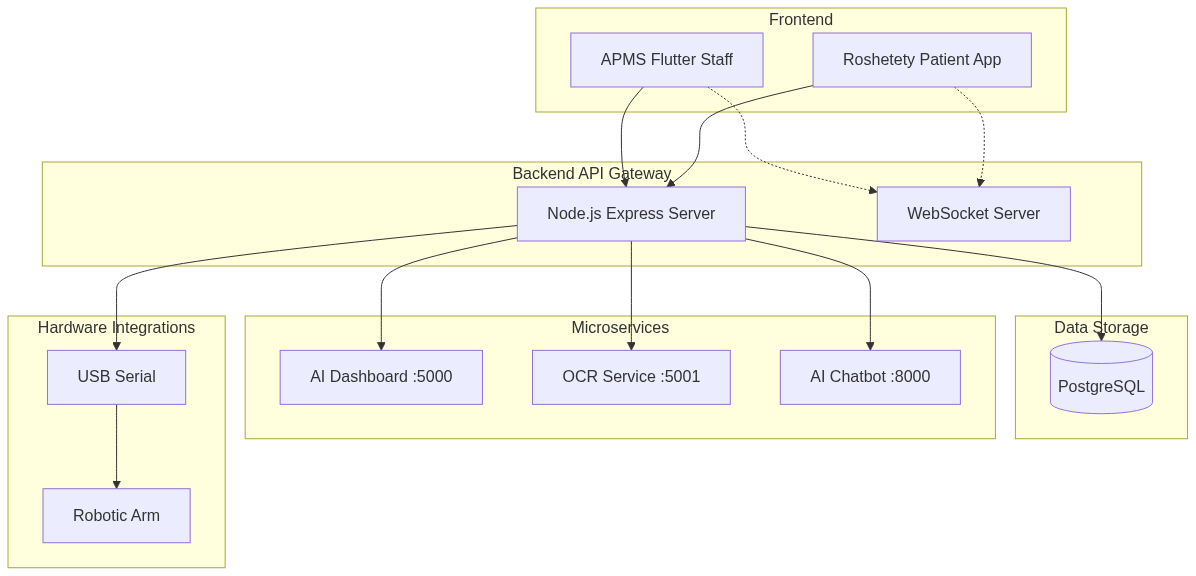 Frontend
APMS Flutter Staff
Roshetety Patient App
Backend API Gateway
Node.js Express Server
WebSocket Server
Hardware Integrations
USB Serial
Robotic Arm
Microservices
AI Dashboard :5000
OCR Service :5001
AI Chatbot :8000
Data Storage
PostgreSQL